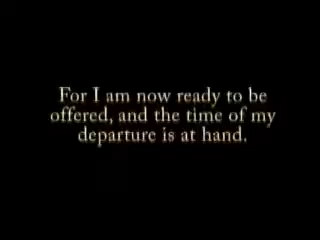 For I am now ready to be
offered, and the time of my
departure is at hand.